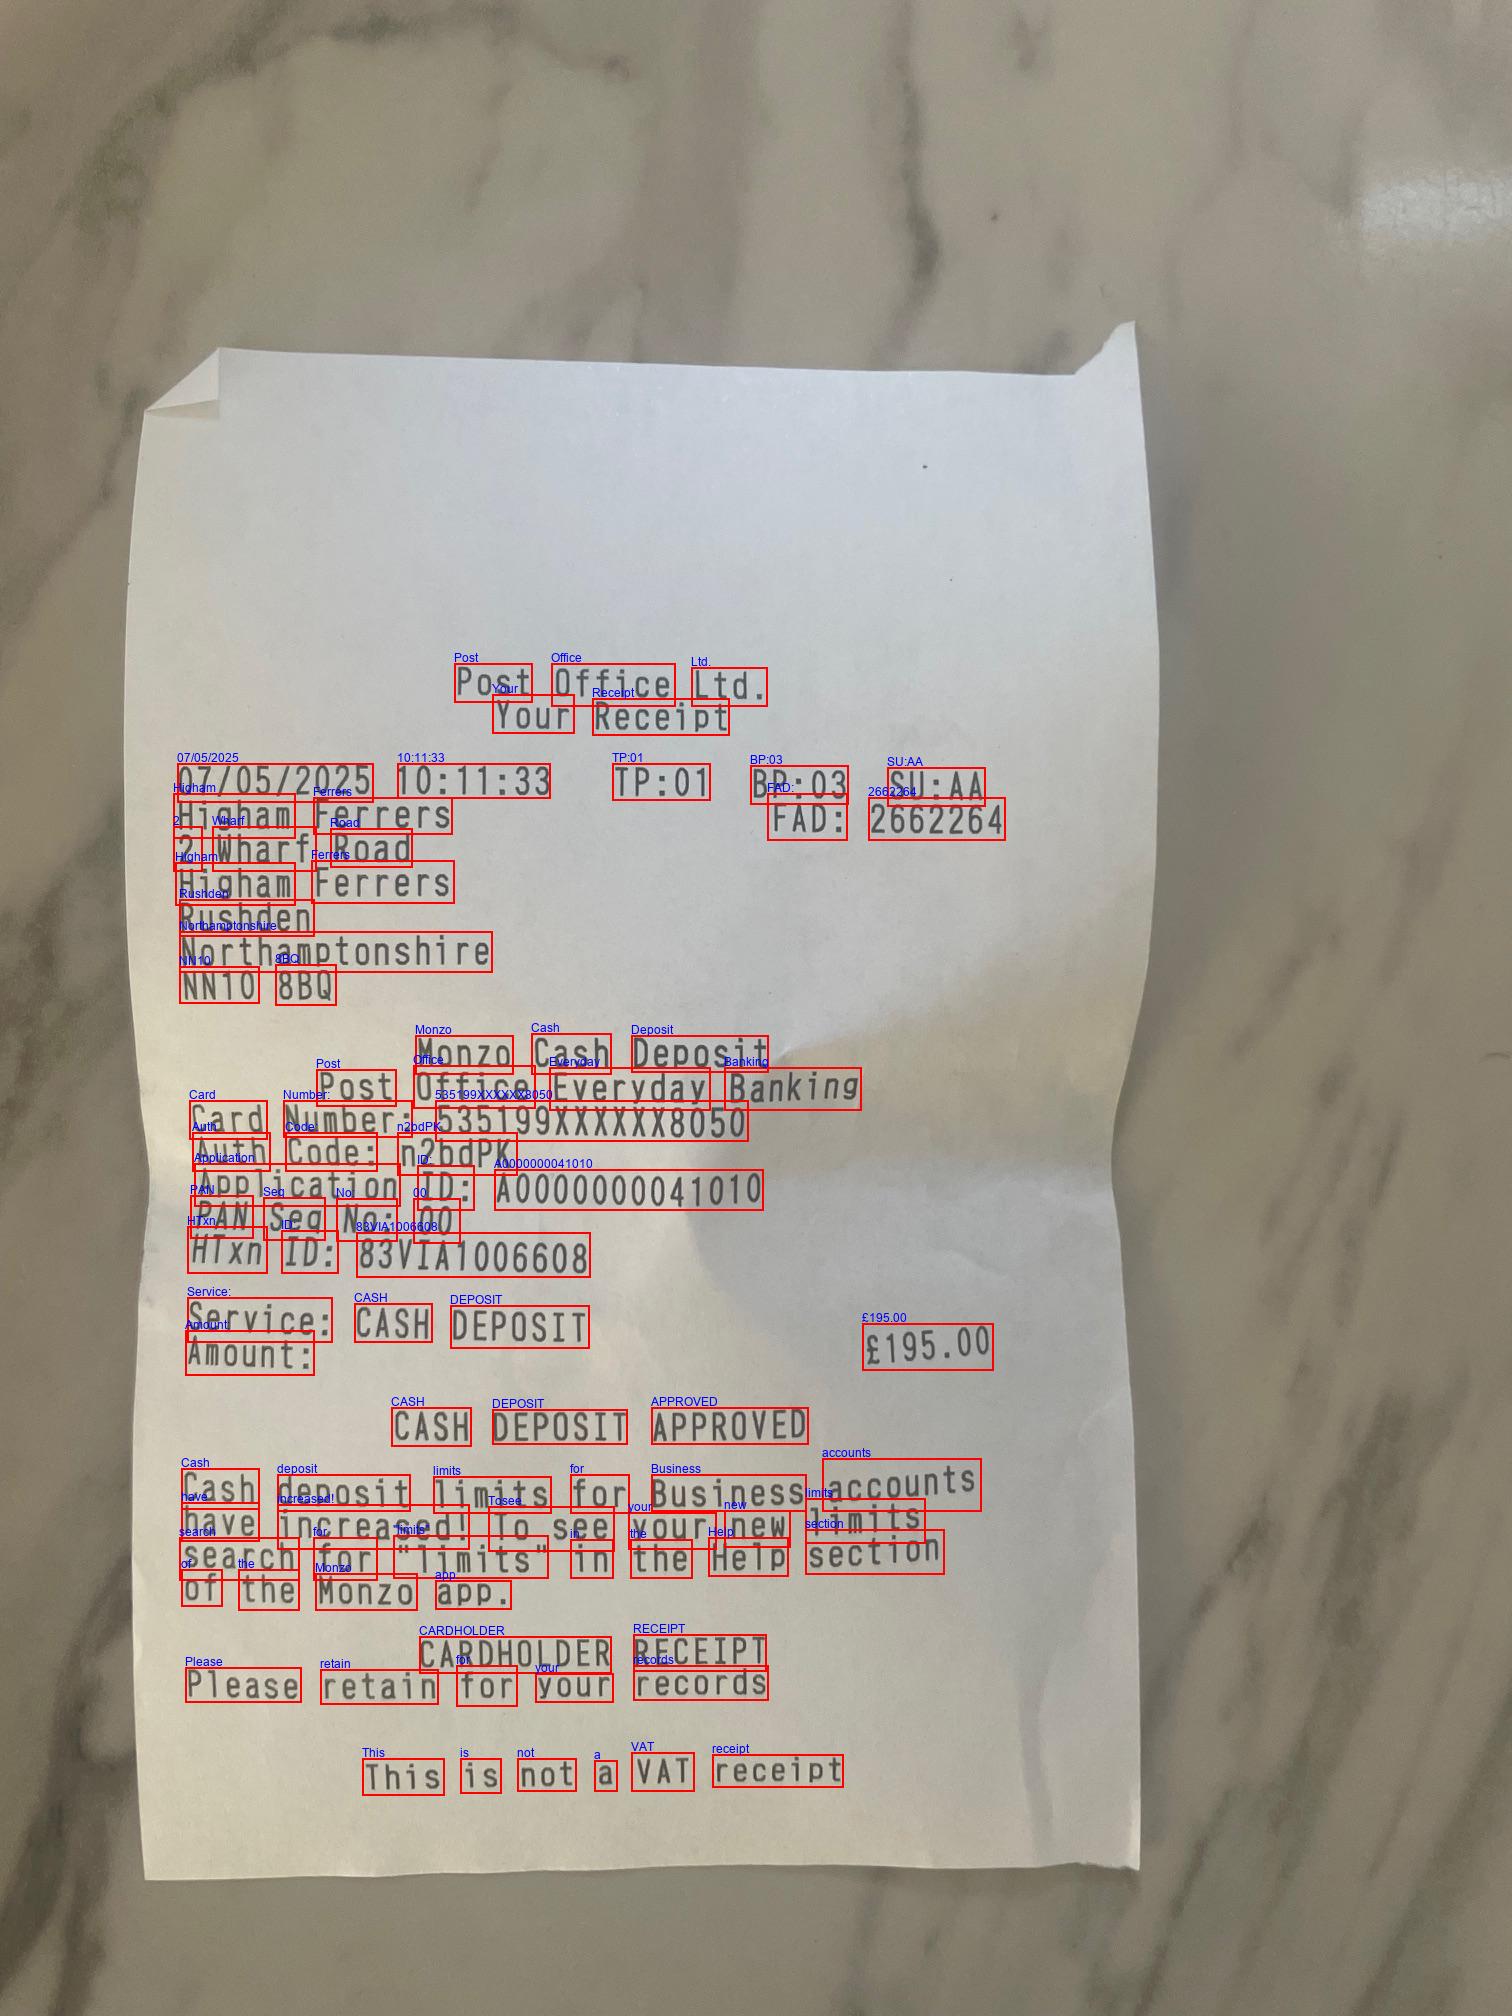 Post Office Ltd.
Your Receipt
07/05/2025 10:11:33 TP:01 BP:03 SU:AA
Higham Ferrers FAD: 2662264
2 Wharf Road
Higham Ferrers
Rushden
Northamptonshire
NN10 8BQ
Monzo Cash Deposit
Post Office Everyday Banking
Card Number: 535199XXXXXX8050
Auth Code: n2bdPK
Application ID: A0000000041010
PAN Seq No: 00
HTxn ID: 83VIA1006608
Service: CASH DEPOSIT
Amount: £195.00
CASH DEPOSIT APPROVED
Cash deposit limits for Business accounts
have increased! To see your new limits
search for "limits" in the Help section
of the Monzo app.
CARDHOLDER RECEIPT
Please retain for your records
This is not a VAT receipt